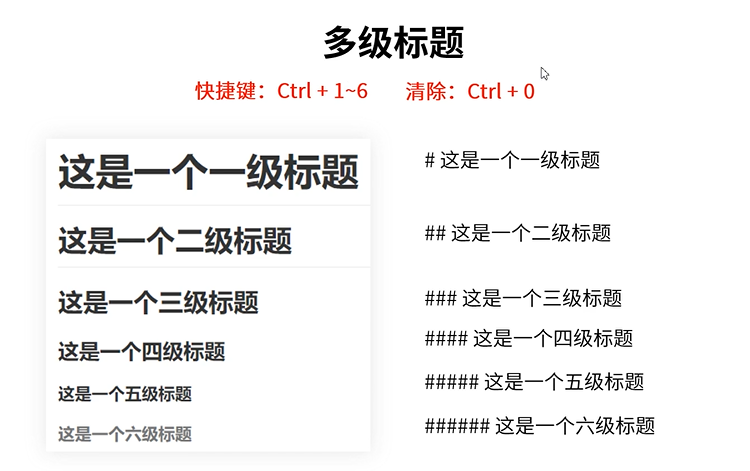 多级标题
快捷键：Ctrl + 1~6 清除：Ctrl + 0
这是一个一级标题
# 这是一个一级标题
这是一个二级标题
## 这是一个二级标题
这是一个三级标题
### 这是一个三级标题
这是一个四级标题
#### 这是一个四级标题
这是一个五级标题
##### 这是一个五级标题
这是一个六级标题
###### 这是一个六级标题